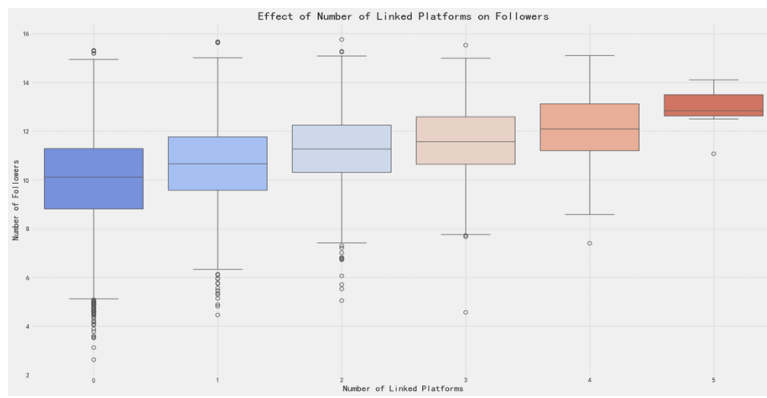 Effect of Number of Linked Platforms on Followers
Number of Followers
16
14
12
10
8
6
4
2
0 1 2 3 4 5
Number of Linked Platforms